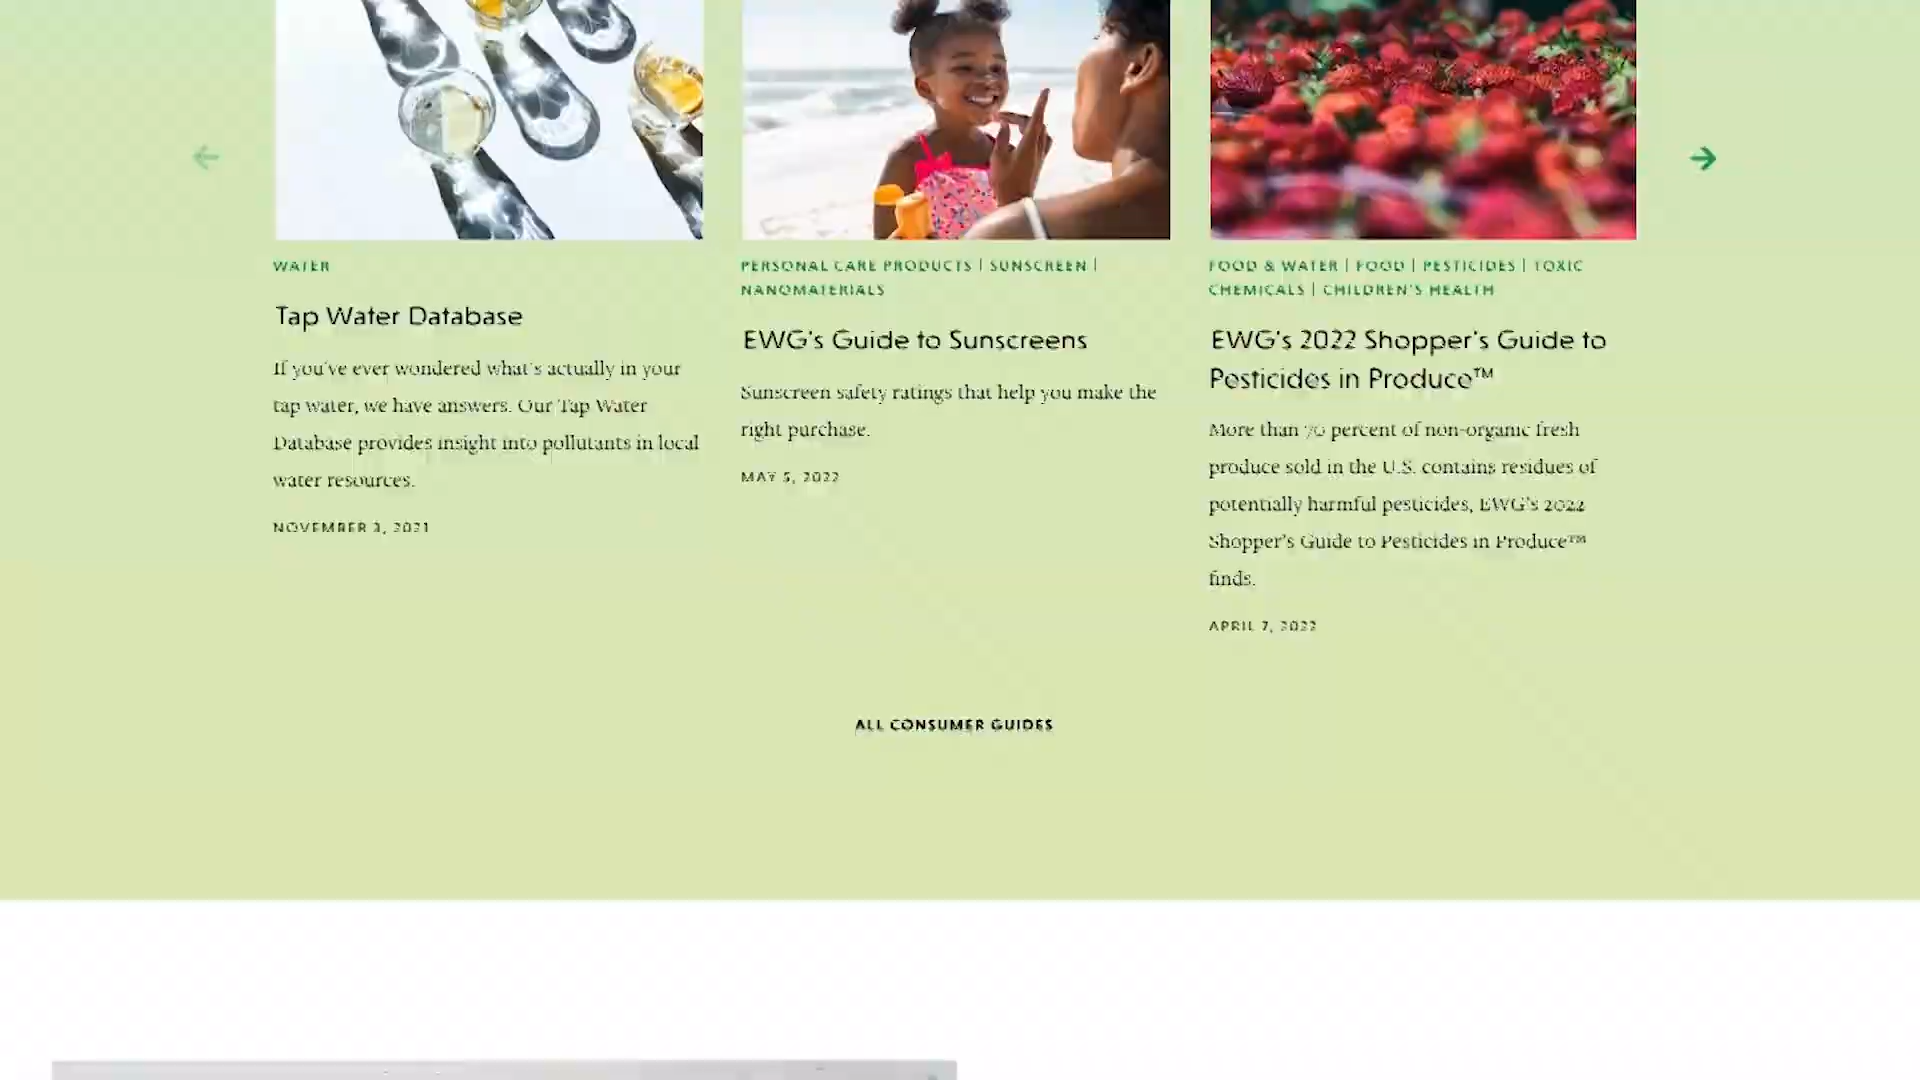 WATER
Tap Water Database
If you've ever wondered what's actually in your
tap water, we have answers. Our Tap Water
Database provides insight into pollutants in local
water resources.
NOVEMBER 3, 2021
PERSONAL CARE PRODUCTS | SUNSCREEN |
NANOMATERIALS
EWG's Guide to Sunscreens
Sunscreen safety ratings that help you make the
right purchase.
MAY 5, 2022
FOOD & WATER | FOOD | PESTICIDES | TOXIC
CHEMICALS | CHILDREN'S HEALTH
EWG's 2022 Shopper's Guide to
Pesticides in Produce™
More than 70 percent of non-organic fresh
produce sold in the U.S. contains residues of
potentially harmful pesticides, EWG's 2022
Shopper's Guide to Pesticides in Produce™
finds.
APRIL 7, 2022
ALL CONSUMER GUIDES